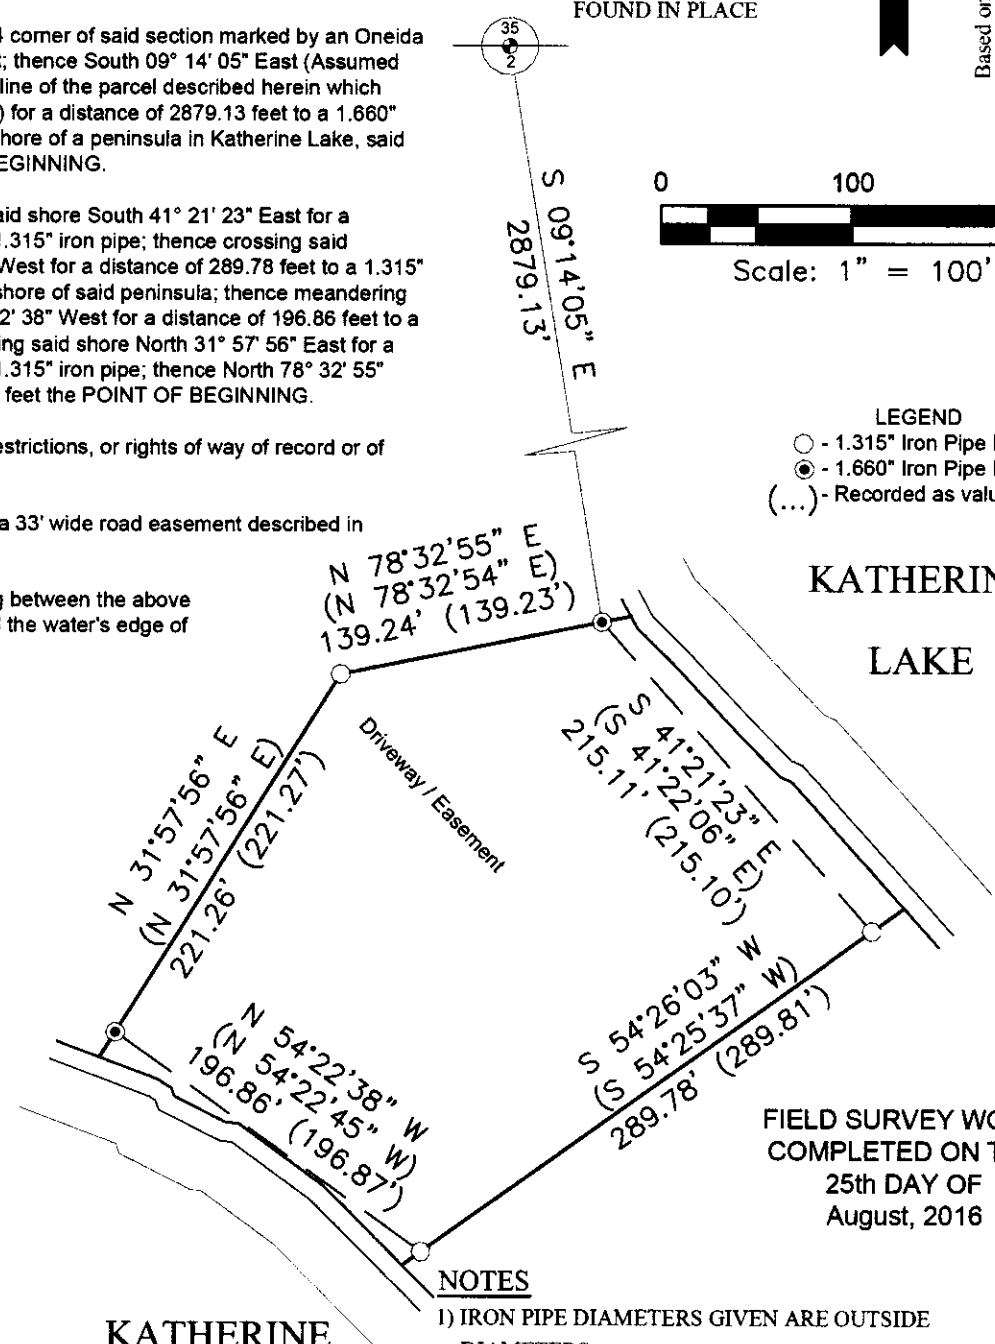 FOUND IN PLACE
Based on
4 corner of said section marked by an Oneida
; thence South 09° 14' 05" East (Assumed
line of the parcel described herein which
) for a distance of 2879.13 feet to a 1.660"
hore of a peninsula in Katherine Lake, said
EGINNING.
aid shore South 41° 21' 23" East for a
1.315" iron pipe; thence crossing said
West for a distance of 289.78 feet to a 1.315"
shore of said peninsula; thence meandering
2' 38" West for a distance of 196.86 feet to a
ing said shore North 31° 57' 56" East for a
1.315" iron pipe; thence North 78° 32' 55"
feet the POINT OF BEGINNING.
estrictions, or rights of way of record or of
a 33' wide road easement described in
g between the above
the water's edge of
35
2
S 09°14'05" E
2879.13'
0 100
Scale: 1" = 100'
LEGEND
- 1.315" Iron Pipe
- 1.660" Iron Pipe
(...) - Recorded as valu
KATHERIN
LAKE
N 78°32'55" E
(N 78°32'54" E)
139.24' (139.23')
S 41°21'23" E
(S 41°22'06" E)
215.11' (215.10')
Driveway / Easement
N 31°57'56" E
(N 31°57'56" E)
221.26' (221.27')
S 54°26'03" W
(S 54°25'37" W)
289.78' (289.81')
N 54°22'38" W
(N 54°22'45" W)
196.86' (196.87')
FIELD SURVEY WO
COMPLETED ON T
25th DAY OF
August, 2016
NOTES
1) IRON PIPE DIAMETERS GIVEN ARE OUTSIDE
DIAMETERS
KATHERINE